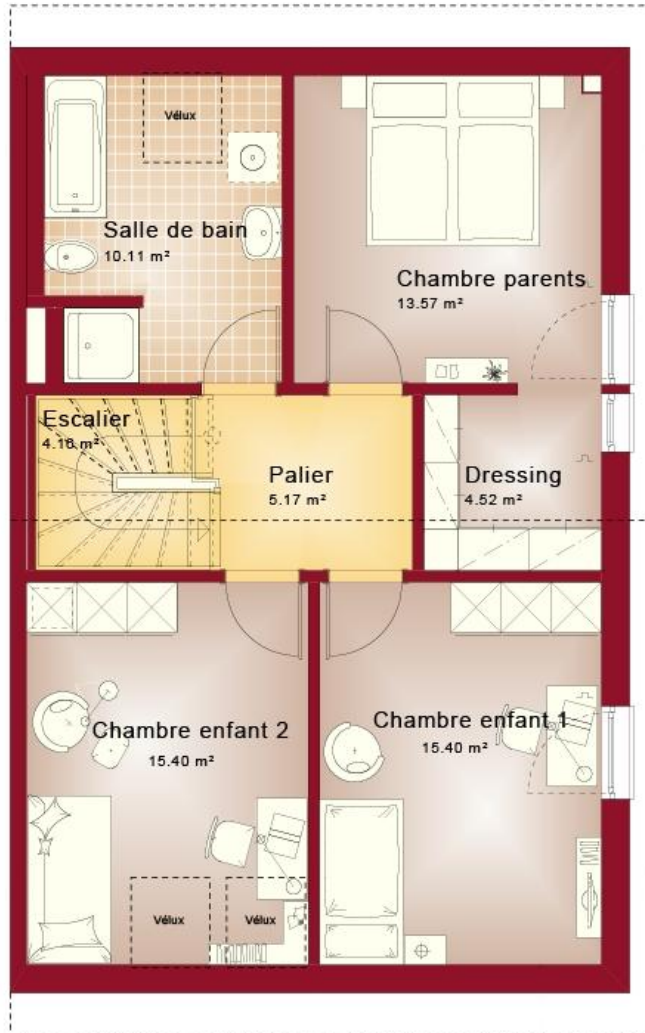 Vélux
Salle de bain
10.11 m²
Chambre parents
13.57 m²
Escalier
4.16 m²
Palier
5.17 m²
Dressing
4.52 m²
Chambre enfant 2
15.40 m²
Chambre enfant 1
15.40 m²
Vélux
Vélux